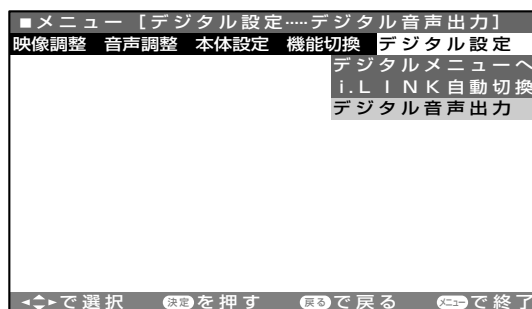 ■メニュー [デジタル設定……デジタル音声出力]
映像調整 音声調整 本体設定 機能切換 デジタル設定
デジタルメニューへ
i.LINK自動切換
デジタル音声出力
で選択 決定を押す 戻るで戻る メニューで終了